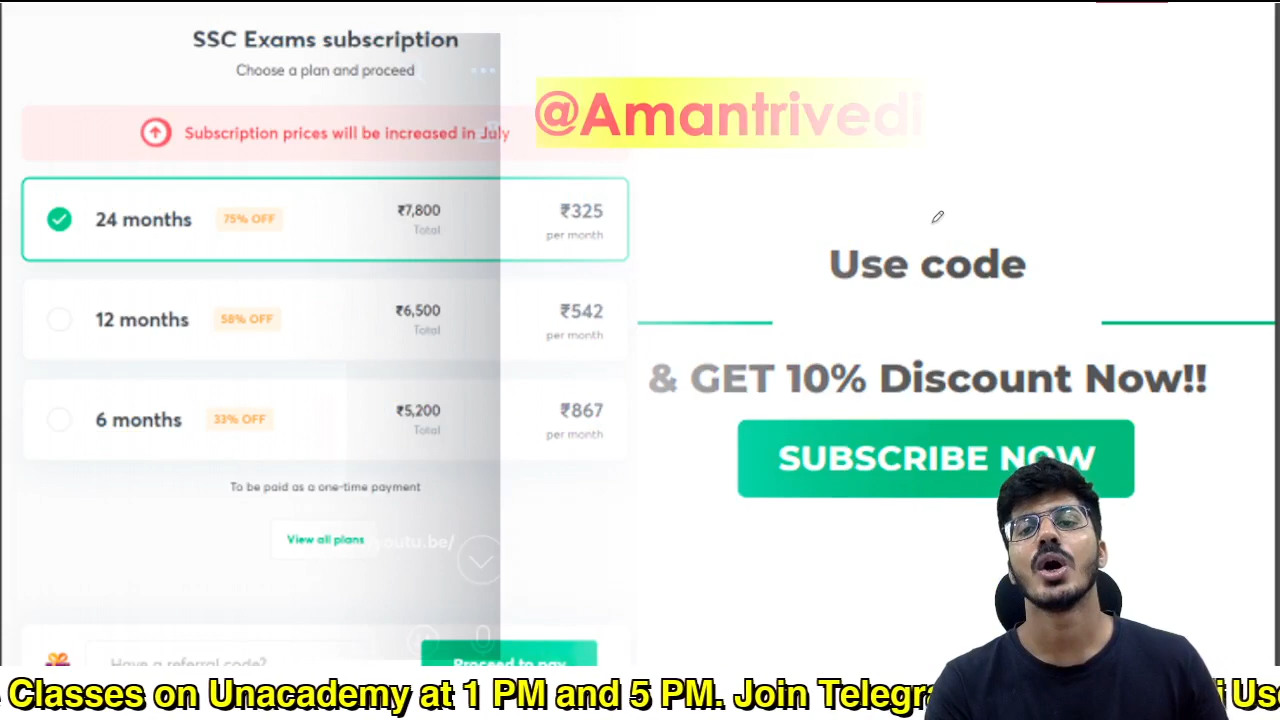 SSC Exams subscription
Choose a plan and proceed
Subscription prices will be increased in July
24 months 75% OFF ₹7,800 Total ₹325 per month
12 months 58% OFF ₹6,500 Total ₹542 per month
6 months 33% OFF ₹5,200 Total ₹867 per month
To be paid as a one-time payment
View all plans
youtu.be/
Have a referral code?
Proceed to pay
@Amantrivedi
Use code
& GET 10% Discount Now!!
SUBSCRIBE NOW
Classes on Unacademy at 1 PM and 5 PM. Join Telegra